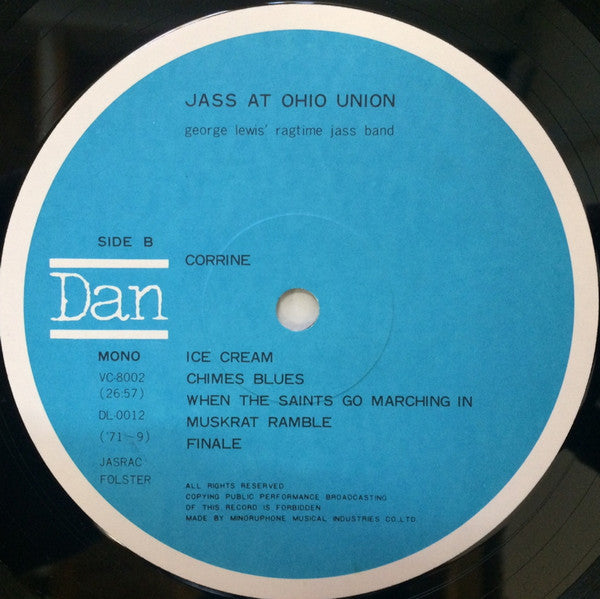 JASS AT OHIO UNION
george lewis' ragtime jass band
SIDE B
CORRINE
Dan
MONO
ICE CREAM
VC-8002
CHIMES BLUES
(26:57)
WHEN THE SAINTS GO MARCHING IN
DL-0012
MUSKRAT RAMBLE
('71-9)
FINALE
JASRAC
FOLSTER
ALL RIGHTS RESERVED
COPYING PUBLIC PERFORMANCE BROADCASTING
OF THIS RECORD IS FORBIDDEN
MADE BY MINORUPHONE MUSICAL INDUSTRIES CO.,LTD.